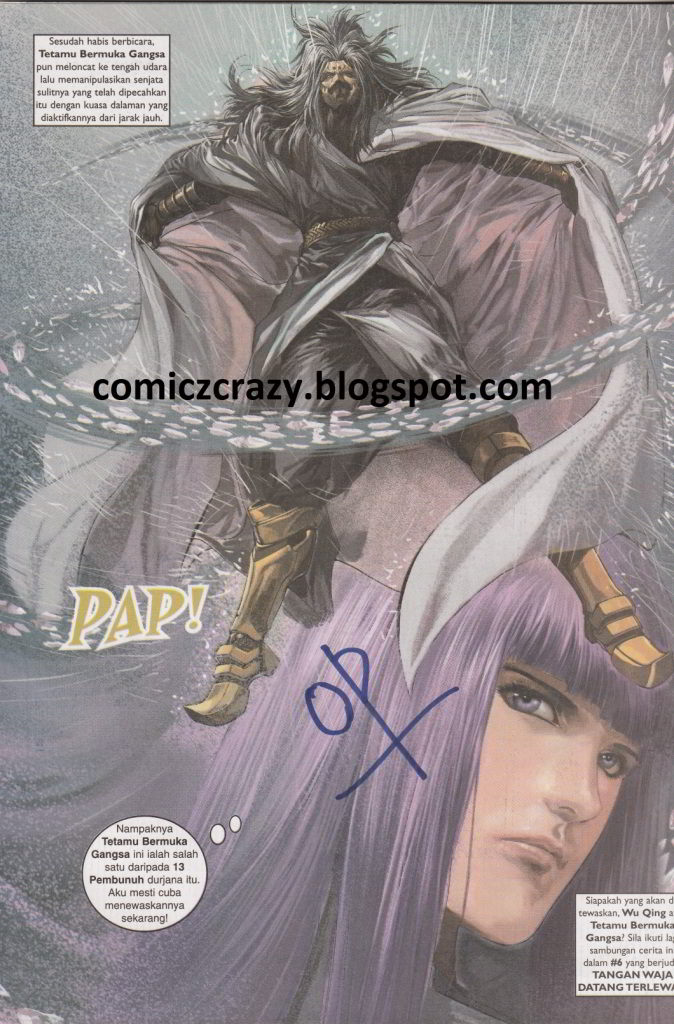 Sesudah habis berbicara,
Tetamu Bermuka Gangsa
pun meloncat ke tengah udara
lalu memanipulasikan senjata
sulitnya yang telah dipecahkan
itu dengan kuasa dalaman yang
diaktifkannya dari jarak jauh.
comiczcrazy.blogspot.com
PAP!
Nampaknya
Tetamu Bermuka
Gangsa ini ialah salah
satu daripada 13
Pembunuh durjana itu.
Aku mesti cuba
menewaskannya
sekarang!
Siapakah yang akan d
tewaskan, Wu Qing a
Tetamu Bermuka
Gangsa? Sila ikuti lag
sambungan cerita in
dalam #6 yang berjud
TANGAN WAJA
DATANG TERLEWA